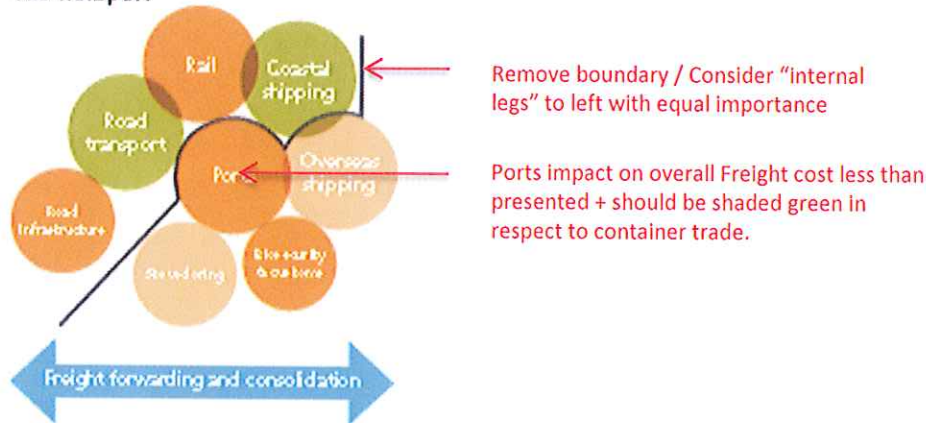 Rail
Coastal
shipping
Road
transport
Ports
Overseas
shipping
Road
Infrastructure
Stevedoring
& customs
Freight forwarding and consolidation
Remove boundary / Consider “internal
legs” to left with equal importance
Ports impact on overall Freight cost less than
presented + should be shaded green in
respect to container trade.